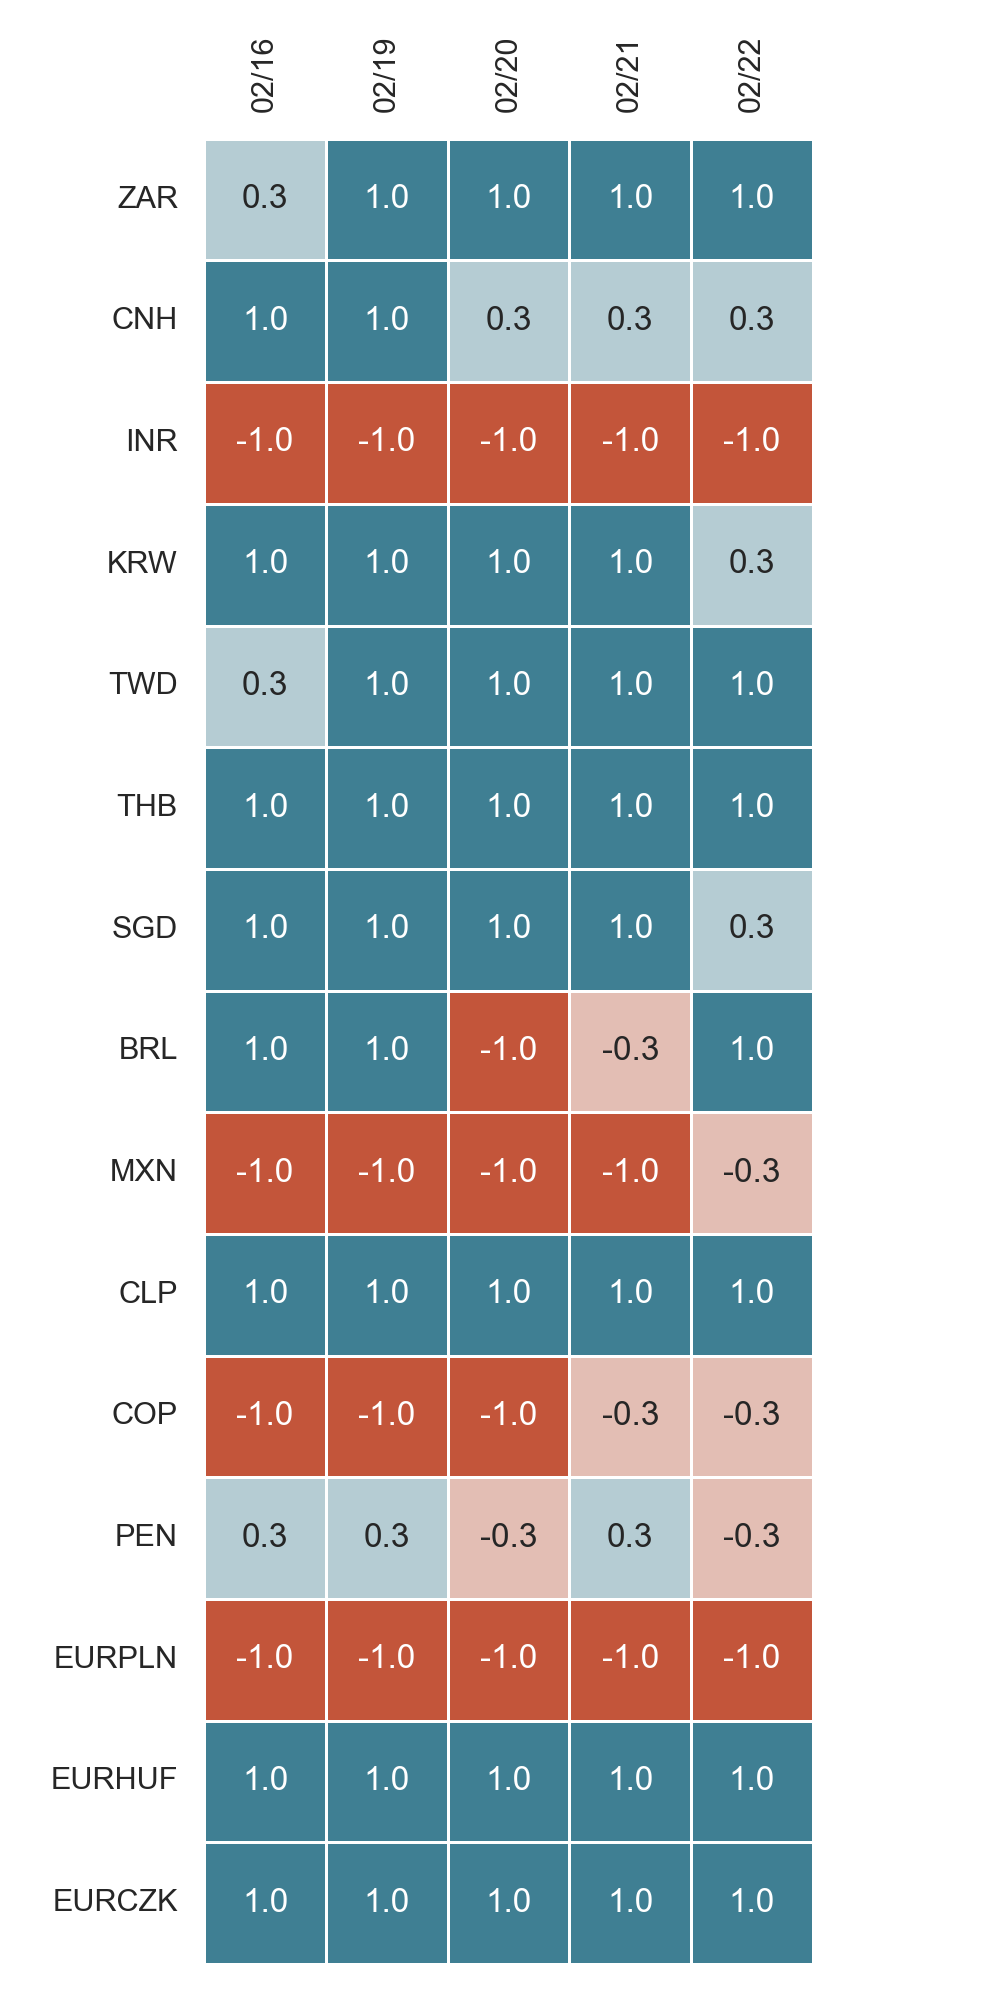 02/16 02/19 02/20 02/21 02/22
ZAR 0.3 1.0 1.0 1.0 1.0
CNH 1.0 1.0 0.3 0.3 0.3
INR -1.0 -1.0 -1.0 -1.0 -1.0
KRW 1.0 1.0 1.0 1.0 0.3
TWD 0.3 1.0 1.0 1.0 1.0
THB 1.0 1.0 1.0 1.0 1.0
SGD 1.0 1.0 1.0 1.0 0.3
BRL 1.0 1.0 -1.0 -0.3 1.0
MXN -1.0 -1.0 -1.0 -1.0 -0.3
CLP 1.0 1.0 1.0 1.0 1.0
COP -1.0 -1.0 -1.0 -0.3 -0.3
PEN 0.3 0.3 -0.3 0.3 -0.3
EURPLN -1.0 -1.0 -1.0 -1.0 -1.0
EURHUF 1.0 1.0 1.0 1.0 1.0
EURCZK 1.0 1.0 1.0 1.0 1.0